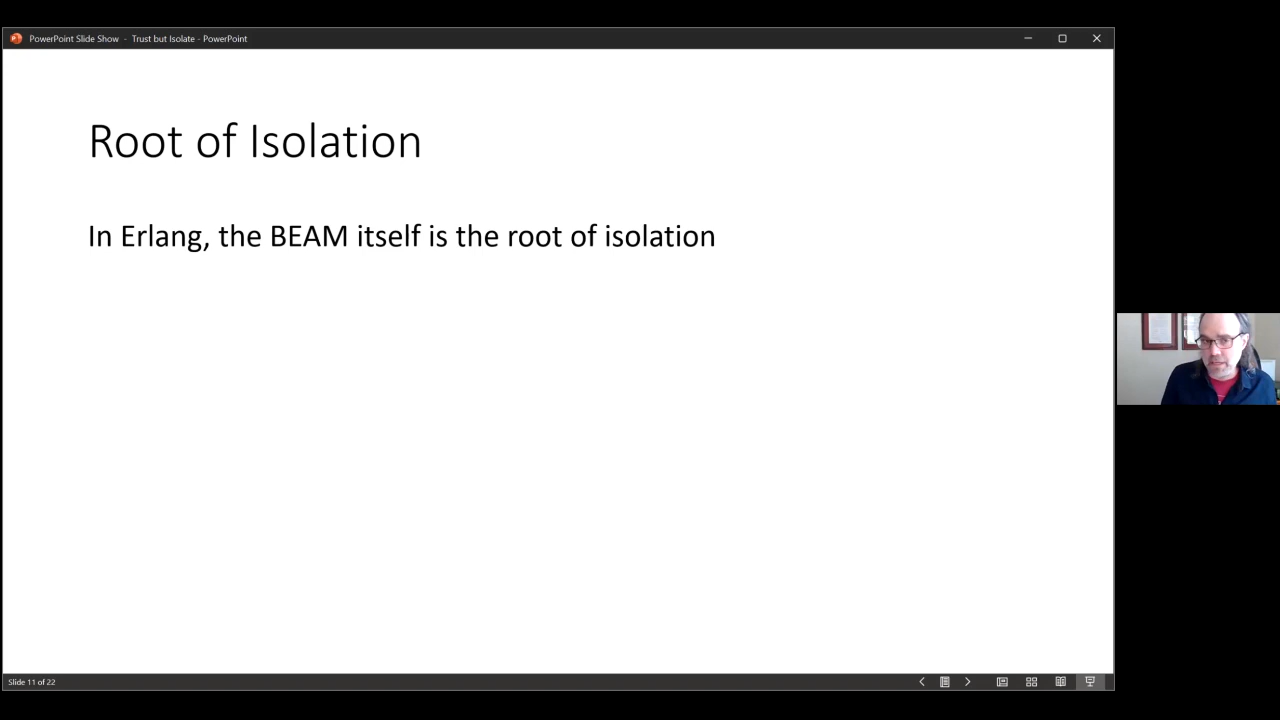 PowerPoint Slide Show - Trust but Isolate - PowerPoint
Root of Isolation
In Erlang, the BEAM itself is the root of isolation
Slide 11 of 22